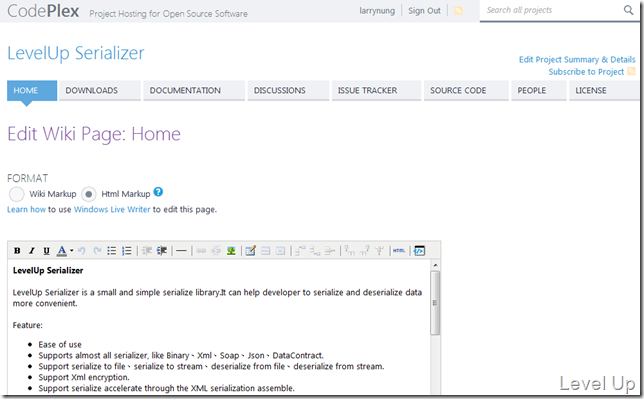 CodePlex Project Hosting for Open Source Software
larrynung Sign Out Search all projects
LevelUp Serializer
Edit Project Summary & Details
Subscribe to Project
HOME DOWNLOADS DOCUMENTATION DISCUSSIONS ISSUE TRACKER SOURCE CODE PEOPLE LICENSE
Edit Wiki Page: Home
FORMAT
Wiki Markup Html Markup ?
Learn how to use Windows Live Writer to edit this page.
B I U A HTML
LevelUp Serializer
LevelUp Serializer is a small and simple serialize library.It can help developer to serialize and deserialize data
more convenient.
Feature:
Ease of use
Supports almost all serializer, like Binary、Xml、Soap、Json、DataContract.
Support serialize to file、serialize to stream、deserialize from file、deserialize from stream.
Support Xml encryption.
Support serialize accelerate through the XML serialization assemble.
Level Up